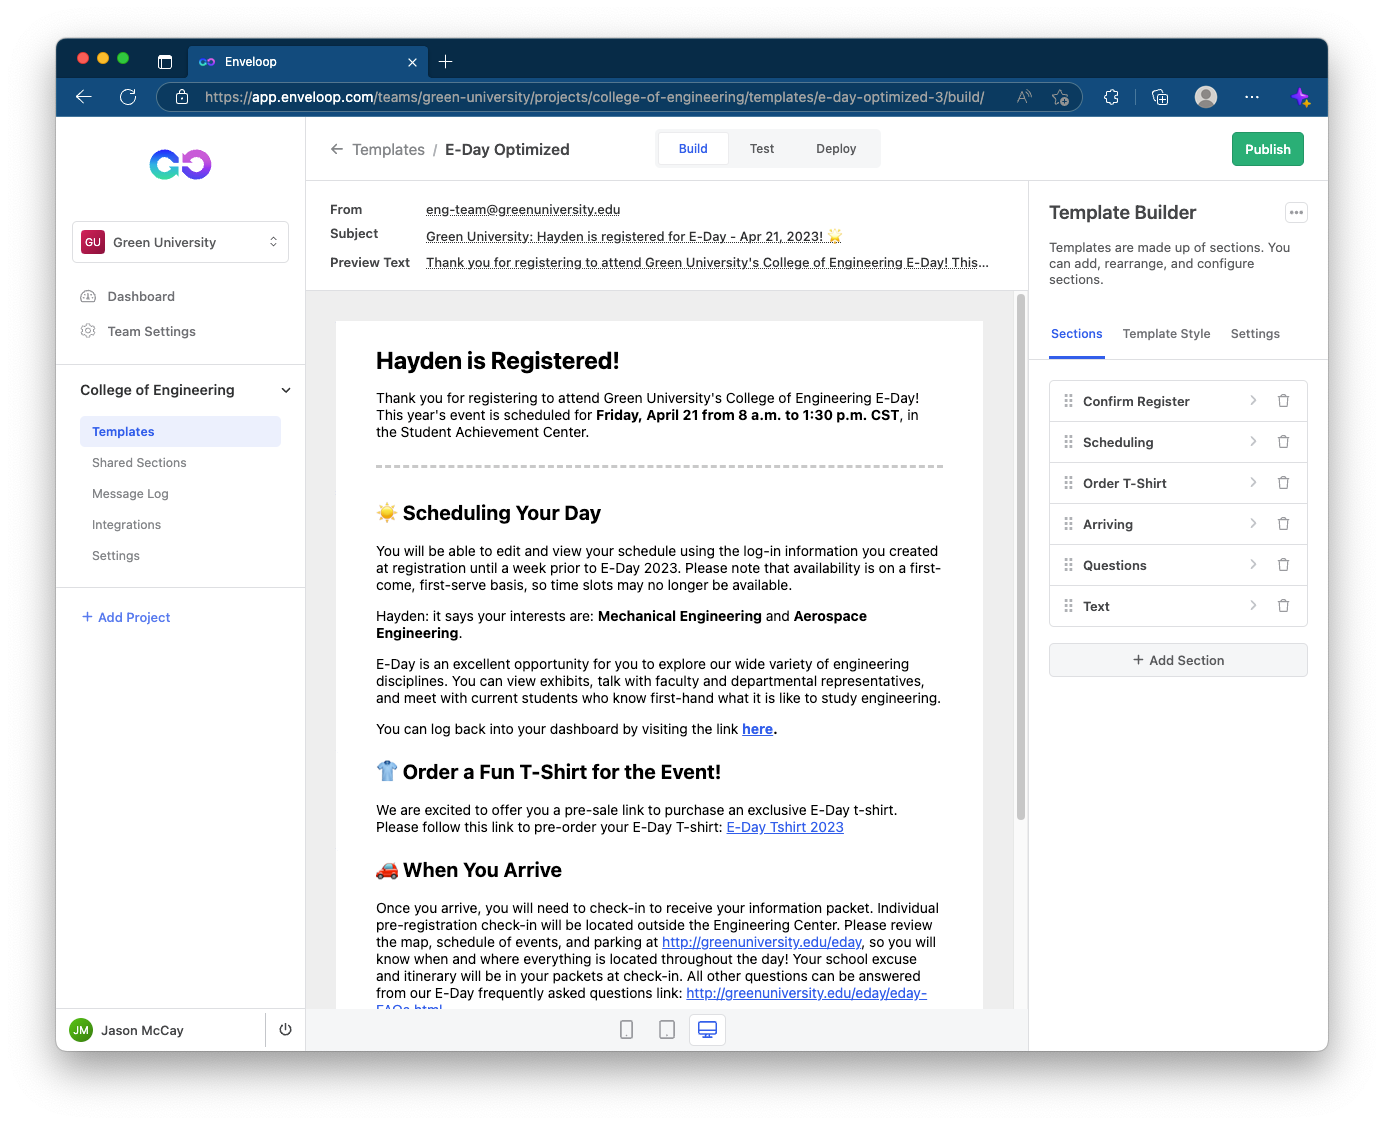 Enveloop
https://app.enveloop.com/teams/green-university/projects/college-of-engineering/templates/e-day-optimized-3/build/
GU Green University
Dashboard
Team Settings
College of Engineering
Templates
Shared Sections
Message Log
Integrations
Settings
+ Add Project
JM Jason McCay
← Templates / E-Day Optimized
Build Test Deploy
Publish
From eng-team@greenuniversity.edu
Subject Green University: Hayden is registered for E-Day - Apr 21, 2023! 🌟
Preview Text Thank you for registering to attend Green University's College of Engineering E-Day! This...
Hayden is Registered!
Thank you for registering to attend Green University's College of Engineering E-Day!
This year's event is scheduled for Friday, April 21 from 8 a.m. to 1:30 p.m. CST, in
the Student Achievement Center.
☀️ Scheduling Your Day
You will be able to edit and view your schedule using the log-in information you created
at registration until a week prior to E-Day 2023. Please note that availability is on a first-
come, first-serve basis, so time slots may no longer be available.
Hayden: it says your interests are: Mechanical Engineering and Aerospace
Engineering.
E-Day is an excellent opportunity for you to explore our wide variety of engineering
disciplines. You can view exhibits, talk with faculty and departmental representatives,
and meet with current students who know first-hand what it is like to study engineering.
You can log back into your dashboard by visiting the link here.
👕 Order a Fun T-Shirt for the Event!
We are excited to offer you a pre-sale link to purchase an exclusive E-Day t-shirt.
Please follow this link to pre-order your E-Day T-shirt: E-Day Tshirt 2023
🚗 When You Arrive
Once you arrive, you will need to check-in to receive your information packet. Individual
pre-registration check-in will be located outside the Engineering Center. Please review
the map, schedule of events, and parking at http://greenuniversity.edu/eday, so you will
know when and where everything is located throughout the day! Your school excuse
and itinerary will be in your packets at check-in. All other questions can be answered
from our E-Day frequently asked questions link: http://greenuniversity.edu/eday/eday-
FAQs.html
Template Builder
Templates are made up of sections. You
can add, rearrange, and configure
sections.
Sections Template Style Settings
Confirm Register
Scheduling
Order T-Shirt
Arriving
Questions
Text
+ Add Section